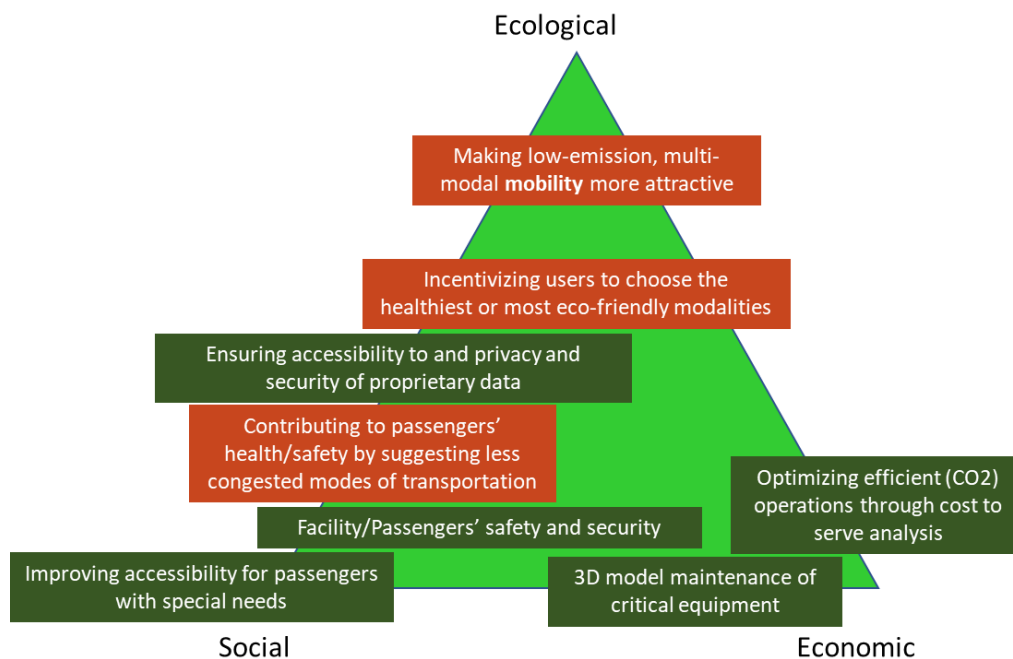 Ecological
Making low-emission, multi-
modal mobility more attractive
Incentivizing users to choose the
healthiest or most eco-friendly modalities
Ensuring accessibility to and privacy and
security of proprietary data
Contributing to passengers’
health/safety by suggesting less
congested modes of transportation
Optimizing efficient (CO2)
operations through cost to
serve analysis
Facility/Passengers’ safety and security
Improving accessibility for passengers
with special needs
3D model maintenance of
critical equipment
Social
Economic